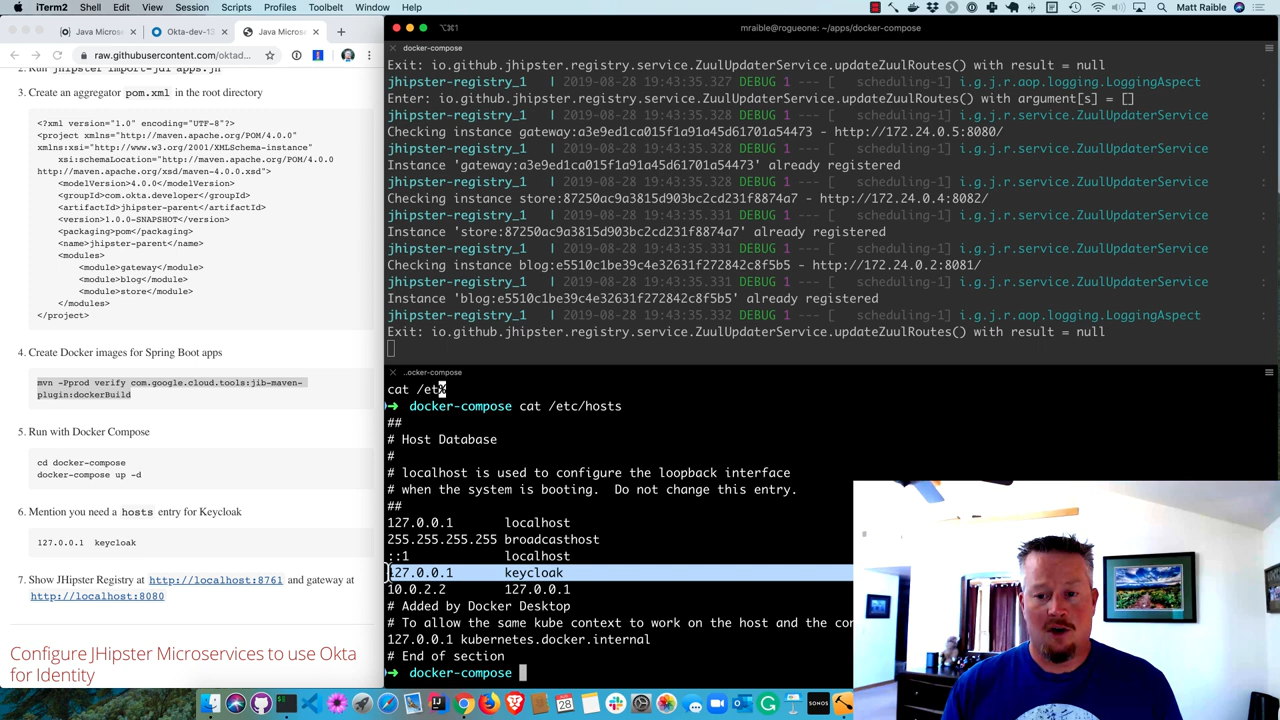 iTerm2 Shell Edit View Session Scripts Profiles Toolbelt Window Help
Matt Raible
Java Microser
Okta-dev-13
Java Microser
raw.githubusercontent.com/oktad...
⌥⌘1
mraible@rogueone: ~/apps/docker-compose
docker-compose
3. Create an aggregator pom.xml in the root directory
<?xml version="1.0" encoding="UTF-8"?>
<project xmlns="http://maven.apache.org/POM/4.0.0"
xmlns:xsi="http://www.w3.org/2001/XMLSchema-instance"
xsi:schemaLocation="http://maven.apache.org/POM/4.0.0
http://maven.apache.org/xsd/maven-4.0.0.xsd">
<modelVersion>4.0.0</modelVersion>
<groupId>com.okta.developer</groupId>
<artifactId>jhipster-parent</artifactId>
<version>1.0.0-SNAPSHOT</version>
<packaging>pom</packaging>
<name>jhipster-parent</name>
<modules>
<module>gateway</module>
<module>blog</module>
<module>store</module>
</modules>
</project>
4. Create Docker images for Spring Boot apps
mvn -Pprod verify com.google.cloud.tools:jib-maven-
plugin:dockerBuild
5. Run with Docker Compose
cd docker-compose
docker-compose up -d
6. Mention you need a hosts entry for Keycloak
127.0.0.1 keycloak
7. Show JHipster Registry at http://localhost:8761 and gateway at
http://localhost:8080
Configure JHipster Microservices to use Okta
for Identity
Exit: io.github.jhipster.registry.service.ZuulUpdaterService.updateZuulRoutes() with result = null
jhipster-registry_1 | 2019-08-28 19:43:35.327 DEBUG 1 --- [ scheduling-1] i.g.j.r.aop.logging.LoggingAspect :
Enter: io.github.jhipster.registry.service.ZuulUpdaterService.updateZuulRoutes() with argument[s] = []
jhipster-registry_1 | 2019-08-28 19:43:35.328 DEBUG 1 --- [ scheduling-1] i.g.j.r.service.ZuulUpdaterService :
Checking instance gateway:a3e9ed1ca015f1a91a45d61701a54473 - http://172.24.0.5:8080/
jhipster-registry_1 | 2019-08-28 19:43:35.328 DEBUG 1 --- [ scheduling-1] i.g.j.r.service.ZuulUpdaterService :
Instance 'gateway:a3e9ed1ca015f1a91a45d61701a54473' already registered
jhipster-registry_1 | 2019-08-28 19:43:35.328 DEBUG 1 --- [ scheduling-1] i.g.j.r.service.ZuulUpdaterService :
Checking instance store:87250ac9a3815d903bc2cd231f8874a7 - http://172.24.0.4:8082/
jhipster-registry_1 | 2019-08-28 19:43:35.331 DEBUG 1 --- [ scheduling-1] i.g.j.r.service.ZuulUpdaterService :
Instance 'store:87250ac9a3815d903bc2cd231f8874a7' already registered
jhipster-registry_1 | 2019-08-28 19:43:35.331 DEBUG 1 --- [ scheduling-1] i.g.j.r.service.ZuulUpdaterService :
Checking instance blog:e5510c1be39c4e32631f272842c8f5b5 - http://172.24.0.2:8081/
jhipster-registry_1 | 2019-08-28 19:43:35.331 DEBUG 1 --- [ scheduling-1] i.g.j.r.service.ZuulUpdaterService :
Instance 'blog:e5510c1be39c4e32631f272842c8f5b5' already registered
jhipster-registry_1 | 2019-08-28 19:43:35.332 DEBUG 1 --- [ scheduling-1] i.g.j.r.aop.logging.LoggingAspect :
Exit: io.github.jhipster.registry.service.ZuulUpdaterService.updateZuulRoutes() with result = null
..ocker-compose
cat /et%
➜ docker-compose cat /etc/hosts
##
# Host Database
#
# localhost is used to configure the loopback interface
# when the system is booting. Do not change this entry.
##
127.0.0.1 localhost
255.255.255.255 broadcasthost
::1 localhost
127.0.0.1 keycloak
10.0.2.2 127.0.0.1
# Added by Docker Desktop
# To allow the same kube context to work on the host and the con
127.0.0.1 kubernetes.docker.internal
# End of section
➜ docker-compose
SONOS